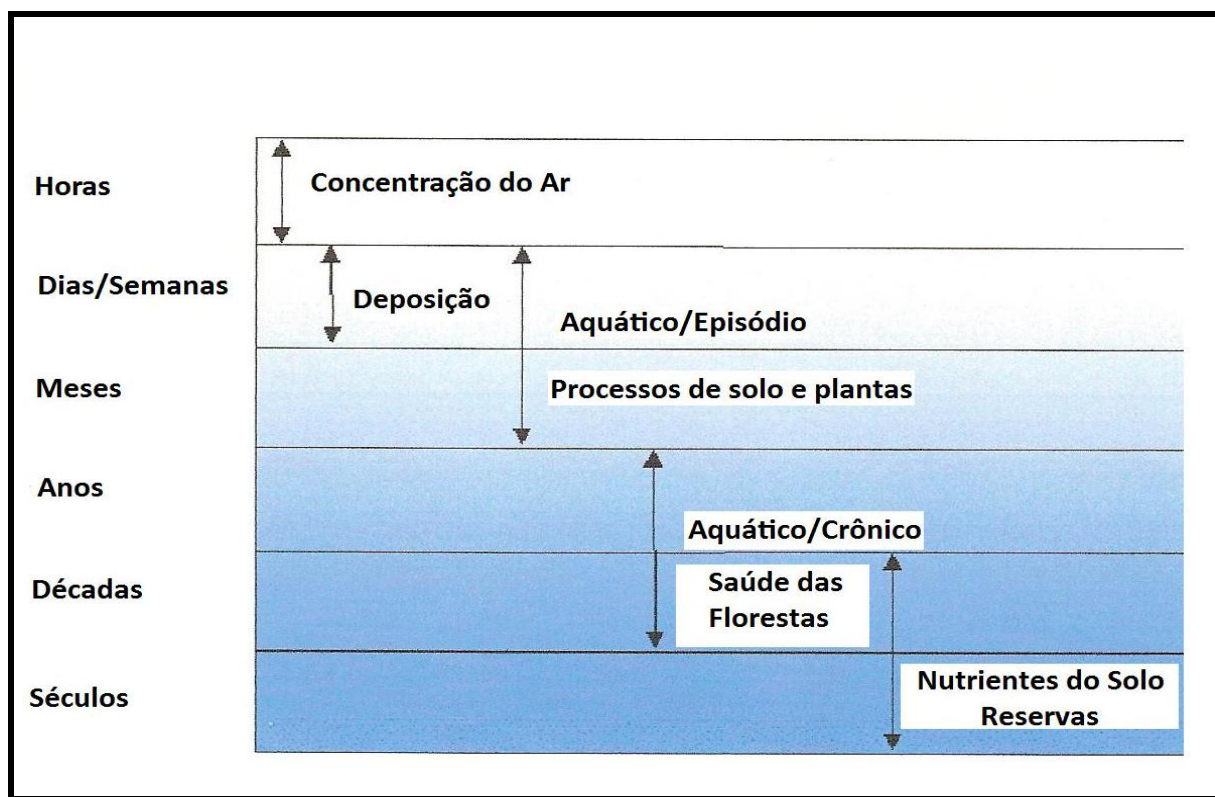 Horas
Concentração do Ar
Dias/Semanas
Deposição
Aquático/Episódio
Meses
Processos de solo e plantas
Anos
Aquático/Crônico
Décadas
Saúde das
Florestas
Séculos
Nutrientes do Solo
Reservas